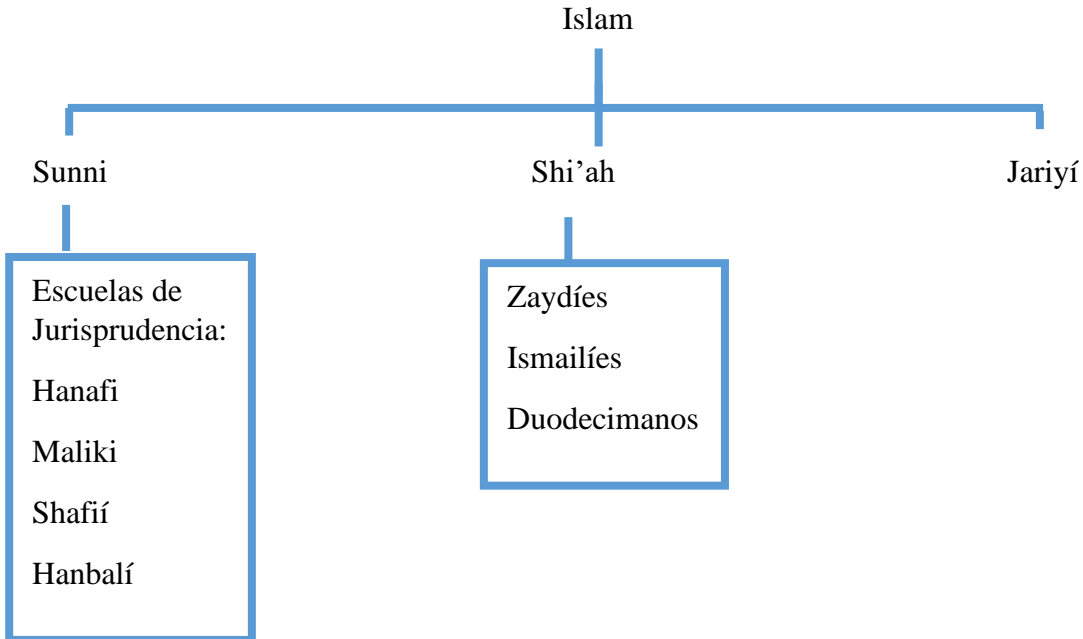 Islam
Sunni
Shi’ah
Jariyí
Escuelas de
Jurisprudencia:
Hanafi
Maliki
Shafií
Hanbalí
Zaydíes
Ismailíes
Duodecimanos